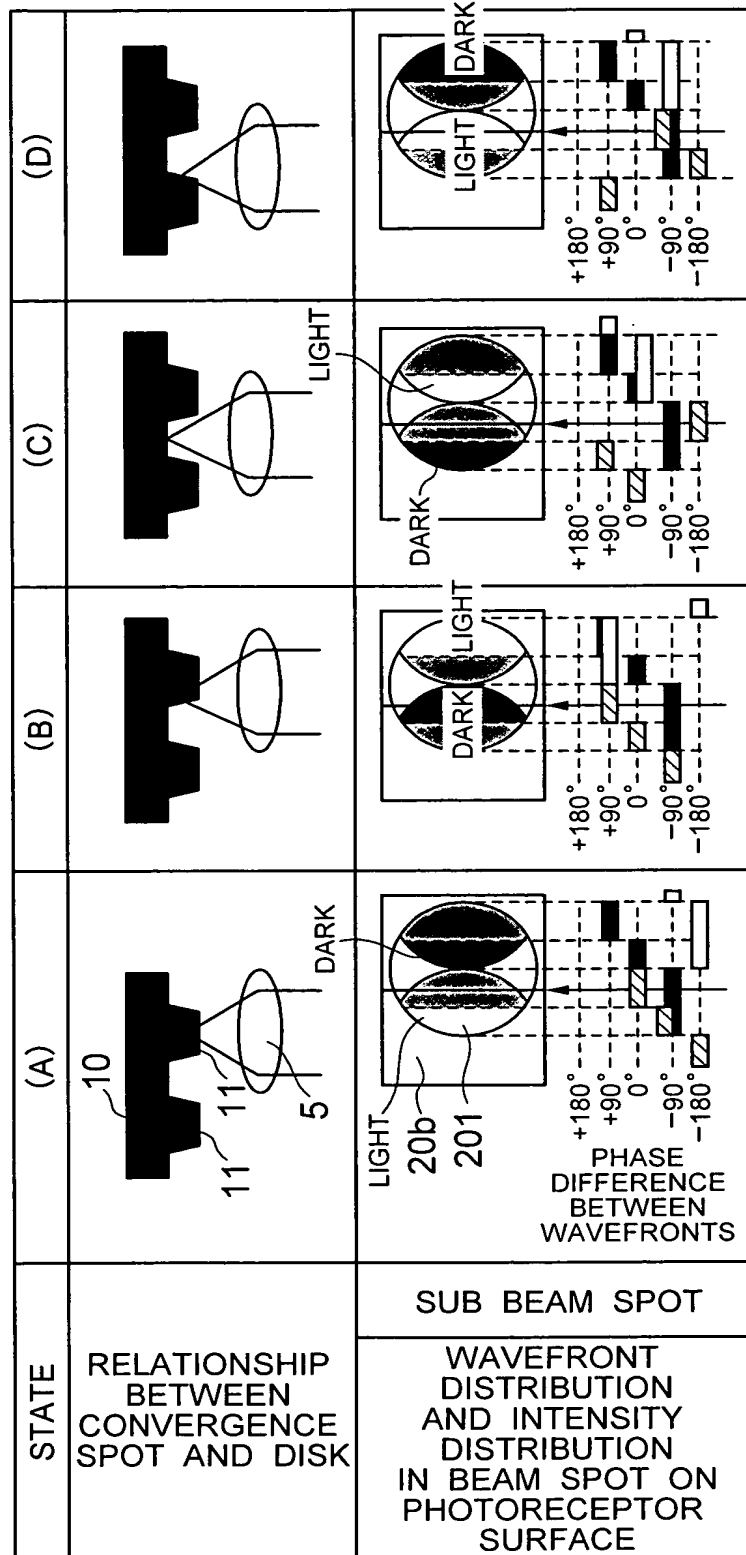 STATE
(A)
(B)
(C)
(D)
RELATIONSHIP
BETWEEN
CONVERGENCE
SPOT AND DISK
10
11
11
5
WAVEFRONT
DISTRIBUTION
AND INTENSITY
DISTRIBUTION
IN BEAM SPOT ON
PHOTORECEPTOR
SURFACE
SUB BEAM SPOT
LIGHT
20b
201
DARK
PHASE
DIFFERENCE
BETWEEN
WAVEFRONTS
+180°
+90°
0°
-90°
-180°
DARK
LIGHT
+180°
+90°
0°
-90°
-180°
DARK
LIGHT
+180°
+90°
0°
-90°
-180°
LIGHT
DARK
+180°
+90°
0°
-90°
-180°